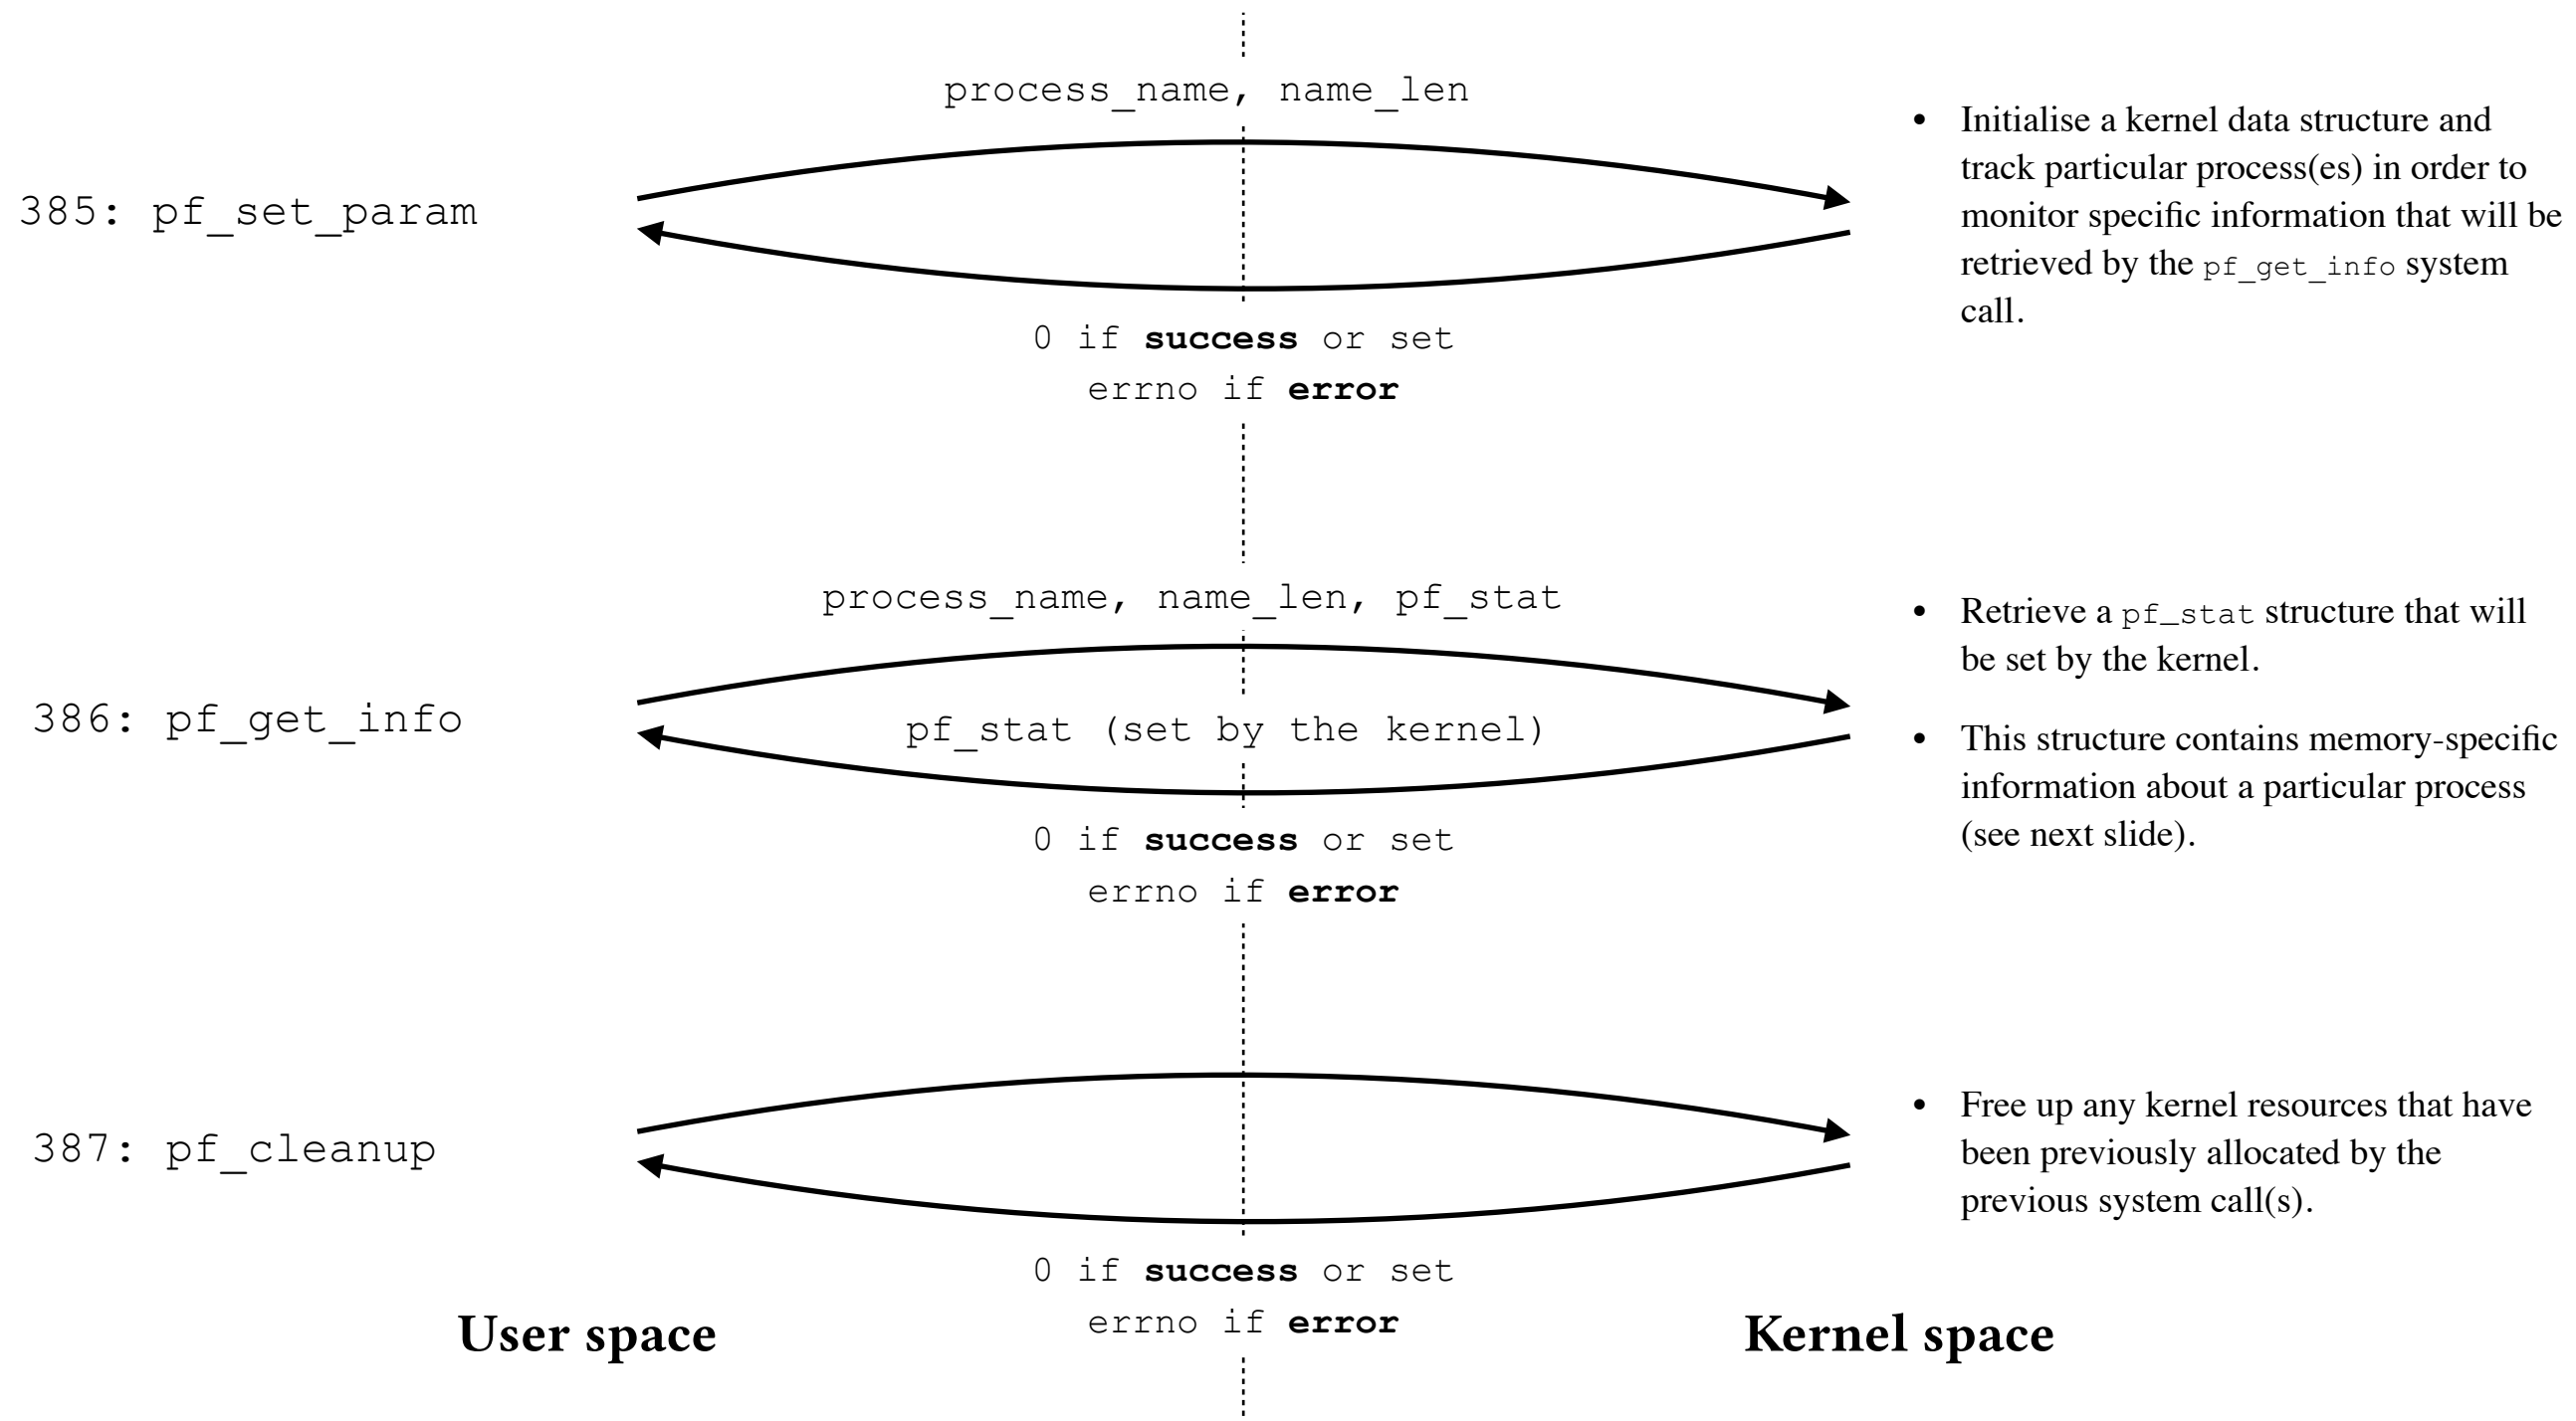 process_name, name_len
385: pf_set_param
• Initialise a kernel data structure and
track particular process(es) in order to
monitor specific information that will be
retrieved by the pf_get_info system
call.
0 if success or set
errno if error
process_name, name_len, pf_stat
386: pf_get_info
pf_stat (set by the kernel)
• Retrieve a pf_stat structure that will
be set by the kernel.
• This structure contains memory-specific
information about a particular process
(see next slide).
0 if success or set
errno if error
387: pf_cleanup
• Free up any kernel resources that have
been previously allocated by the
previous system call(s).
0 if success or set
errno if error
User space
Kernel space